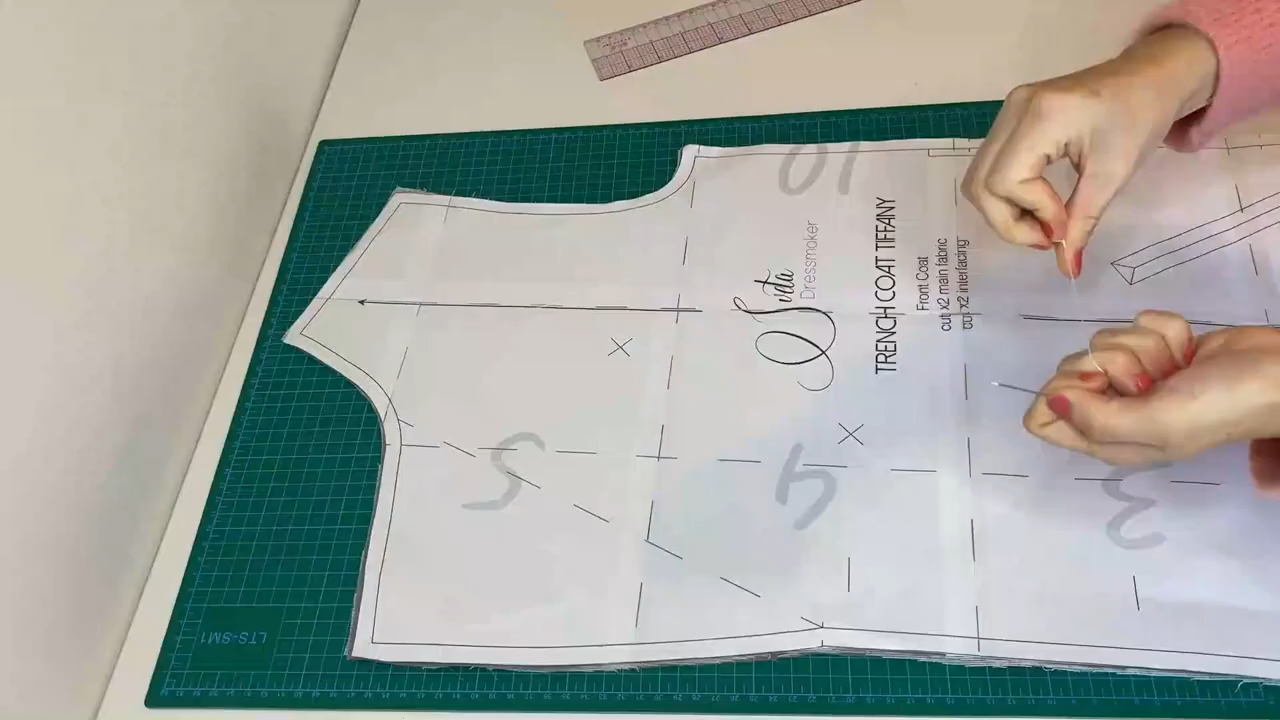 10
Sveta
Dressmaker
TRENCH COAT TIFFANY
Front Coat
cut x2 main fabric
cut x2 interfacing
5
4
3
LTS-SM1